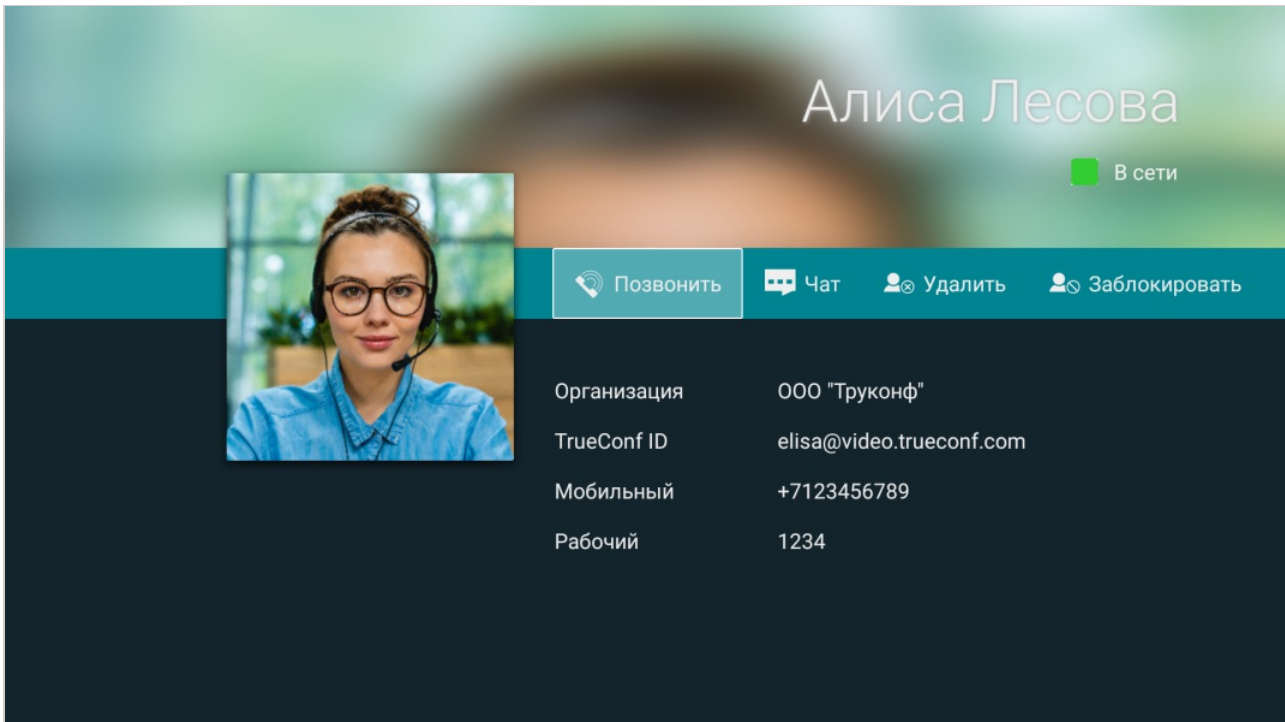 Алиса Лесова
В сети
Позвонить Чат Удалить Заблокировать
Организация ООО "Труконф"
TrueConf ID elisa@video.trueconf.com
Мобильный +7123456789
Рабочий 1234